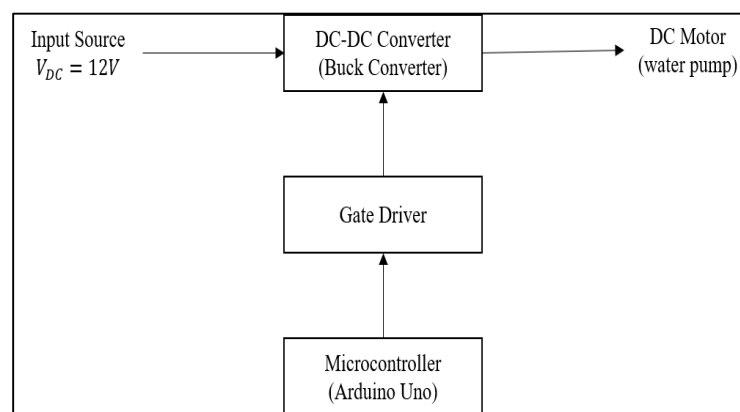 Input Source
V_DC = 12V
DC-DC Converter
(Buck Converter)
DC Motor
(water pump)
Gate Driver
Microcontroller
(Arduino Uno)